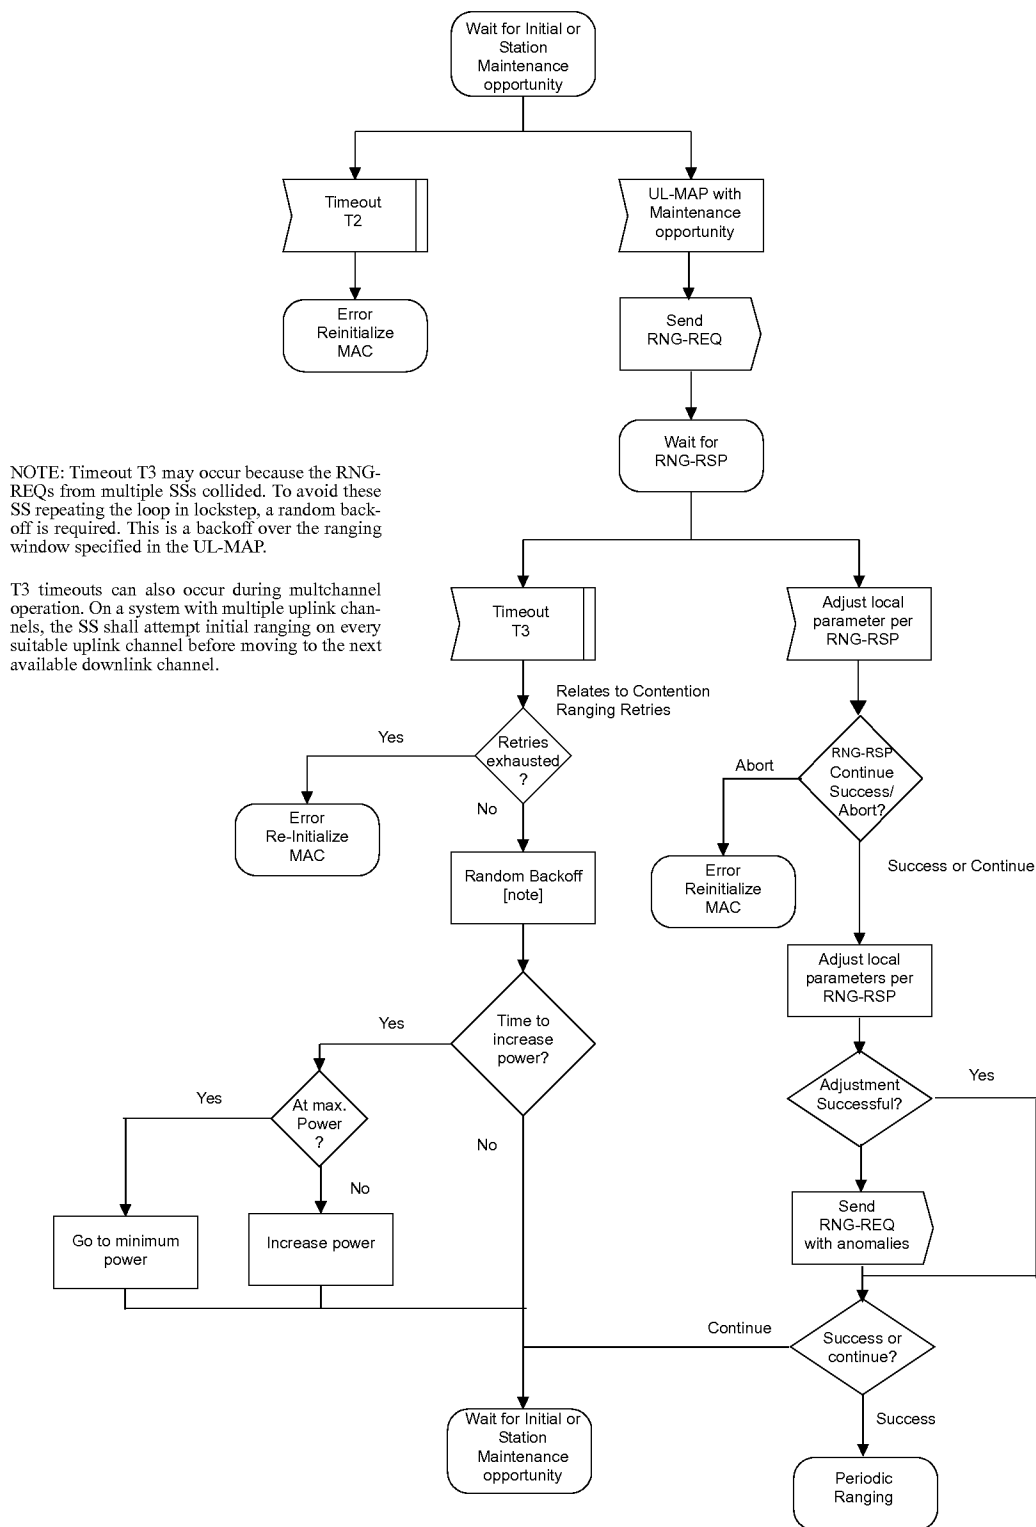 Wait for Initial or
Station
Maintenance
opportunity
Timeout
T2
UL-MAP with
Maintenance
opportunity
Error
Reinitialize
MAC
Send
RNG-REQ
Wait for
RNG-RSP
NOTE: Timeout T3 may occur because the RNG-
REQs from multiple SSs collided. To avoid these
SS repeating the loop in lockstep, a random back-
off is required. This is a backoff over the ranging
window specified in the UL-MAP.
T3 timeouts can also occur during multchannel
operation. On a system with multiple uplink chan-
nels, the SS shall attempt initial ranging on every
suitable uplink channel before moving to the next
available downlink channel.
Timeout
T3
Adjust local
parameter per
RNG-RSP
Relates to Contention
Ranging Retries
Yes
Retries
exhausted
?
No
Error
Re-Initialize
MAC
RNG-RSP
Continue
Success/
Abort?
Abort
Error
Reinitialize
MAC
Success or Continue
Random Backoff
[note]
Adjust local
parameters per
RNG-RSP
Time to
increase
power?
Yes
No
At max.
Power
?
Yes
No
Go to minimum
power
Increase power
Adjustment
Successful?
Yes
Send
RNG-REQ
with anomalies
Success or
continue?
Continue
Success
Wait for Initial or
Station
Maintenance
opportunity
Periodic
Ranging